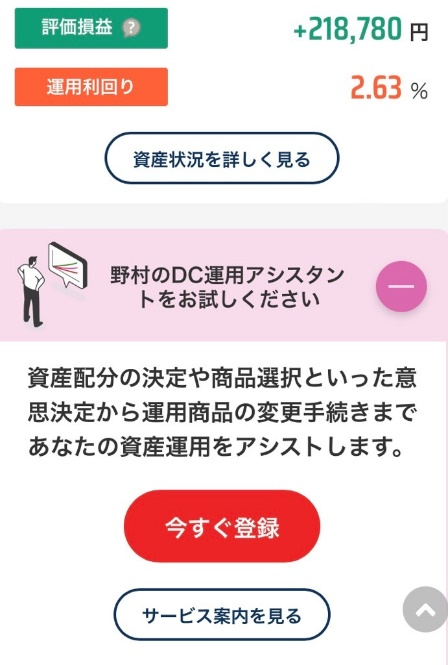 評価損益 ?
+218,780 円
運用利回り
2.63 %
資産状況を詳しく見る
野村のDC運用アシスタン
トをお試しください
資産配分の決定や商品選択といった意
思決定から運用商品の変更手続きまで
あなたの資産運用をアシストします。
今すぐ登録
サービス案内を見る